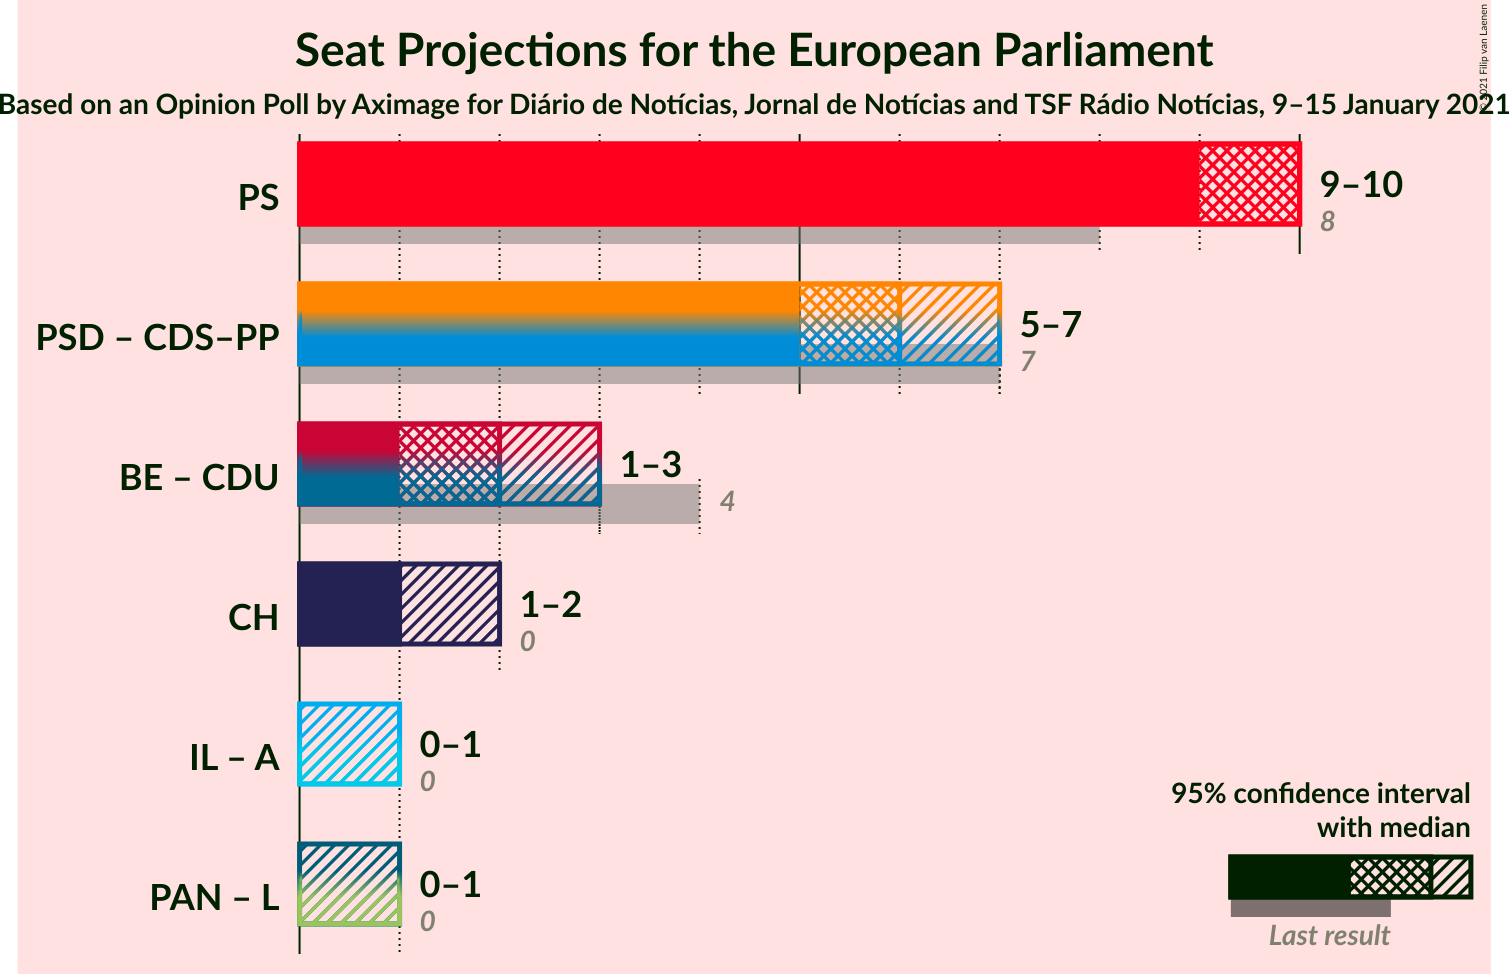 Seat Projections for the European Parliament
Based on an Opinion Poll by Aximage for Diário de Notícias, Jornal de Notícias and TSF Rádio Notícias, 9–15 January 2021
© 2021 Filip van Laenen
PS
9–10
8
PSD – CDS–PP
5–7
7
BE – CDU
1–3
4
CH
1–2
0
IL – A
0–1
0
PAN – L
0–1
0
95% confidence interval
with median
Last result